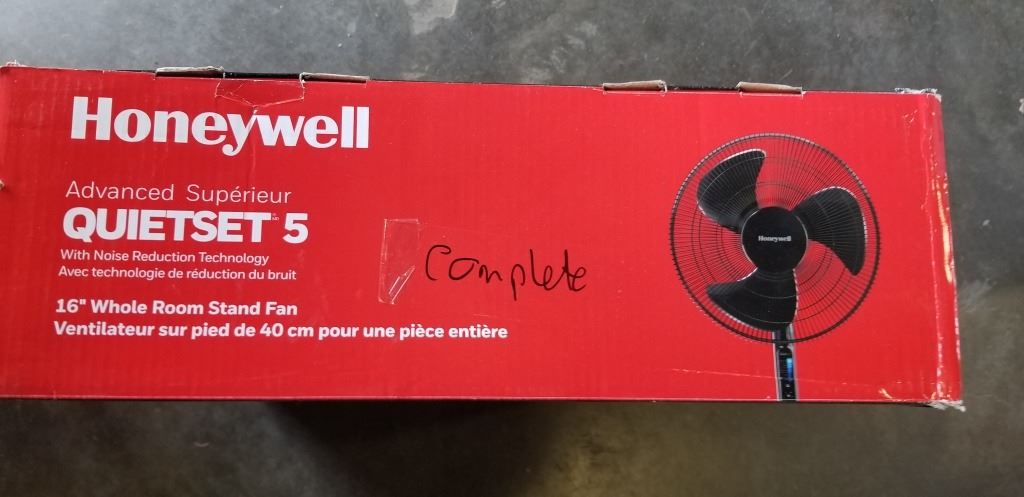 Honeywell
Advanced Supérieur
QUIETSET 5
With Noise Reduction Technology
Avec technologie de réduction du bruit
16" Whole Room Stand Fan
Ventilateur sur pied de 40 cm pour une pièce entière
Complete
Honeywell